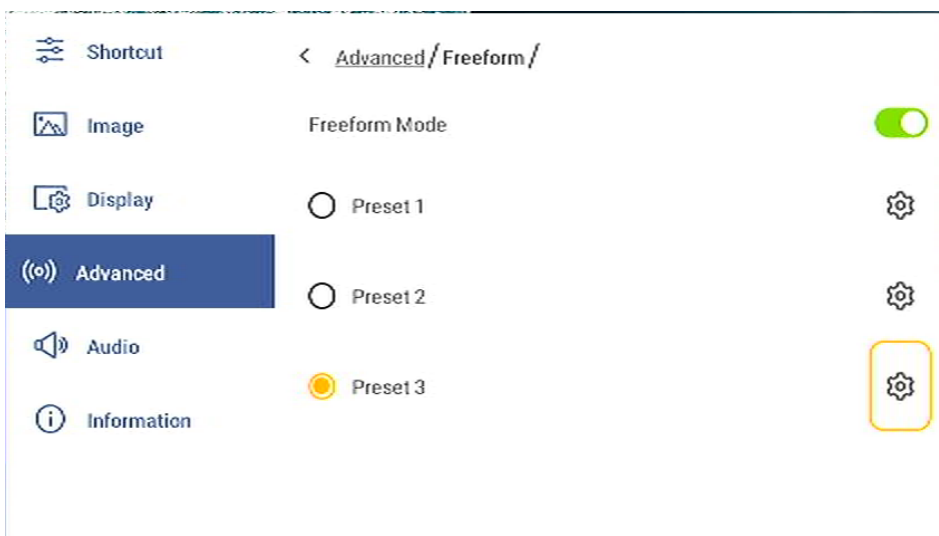 Shortcut
Image
Display
Advanced
Audio
Information
Advanced/Freeform/
Freeform Mode
Preset 1
Preset 2
Preset 3